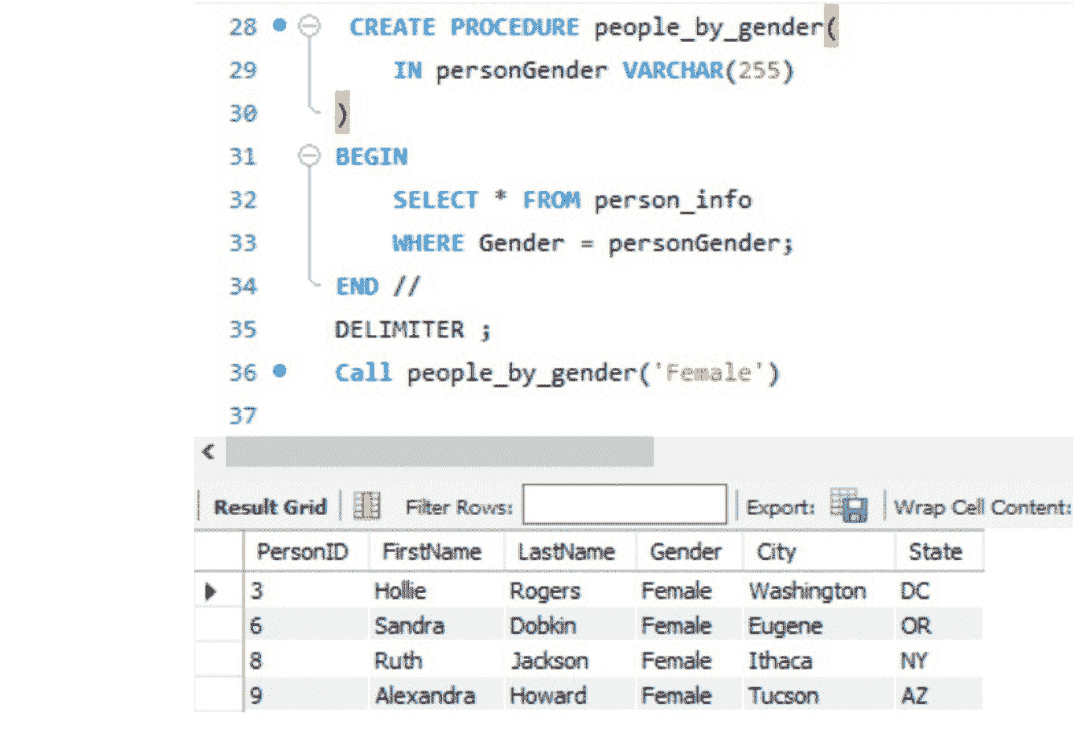 28 CREATE PROCEDURE people_by_gender(
29 IN personGender VARCHAR(255)
30 )
31 BEGIN
32 SELECT * FROM person_info
33 WHERE Gender = personGender;
34 END //
35 DELIMITER ;
36 Call people_by_gender('Female')
37
Result Grid Filter Rows: Export: Wrap Cell Content:
PersonID FirstName LastName Gender City State
3 Hollie Rogers Female Washington DC
6 Sandra Dobkin Female Eugene OR
8 Ruth Jackson Female Ithaca NY
9 Alexandra Howard Female Tucson AZ